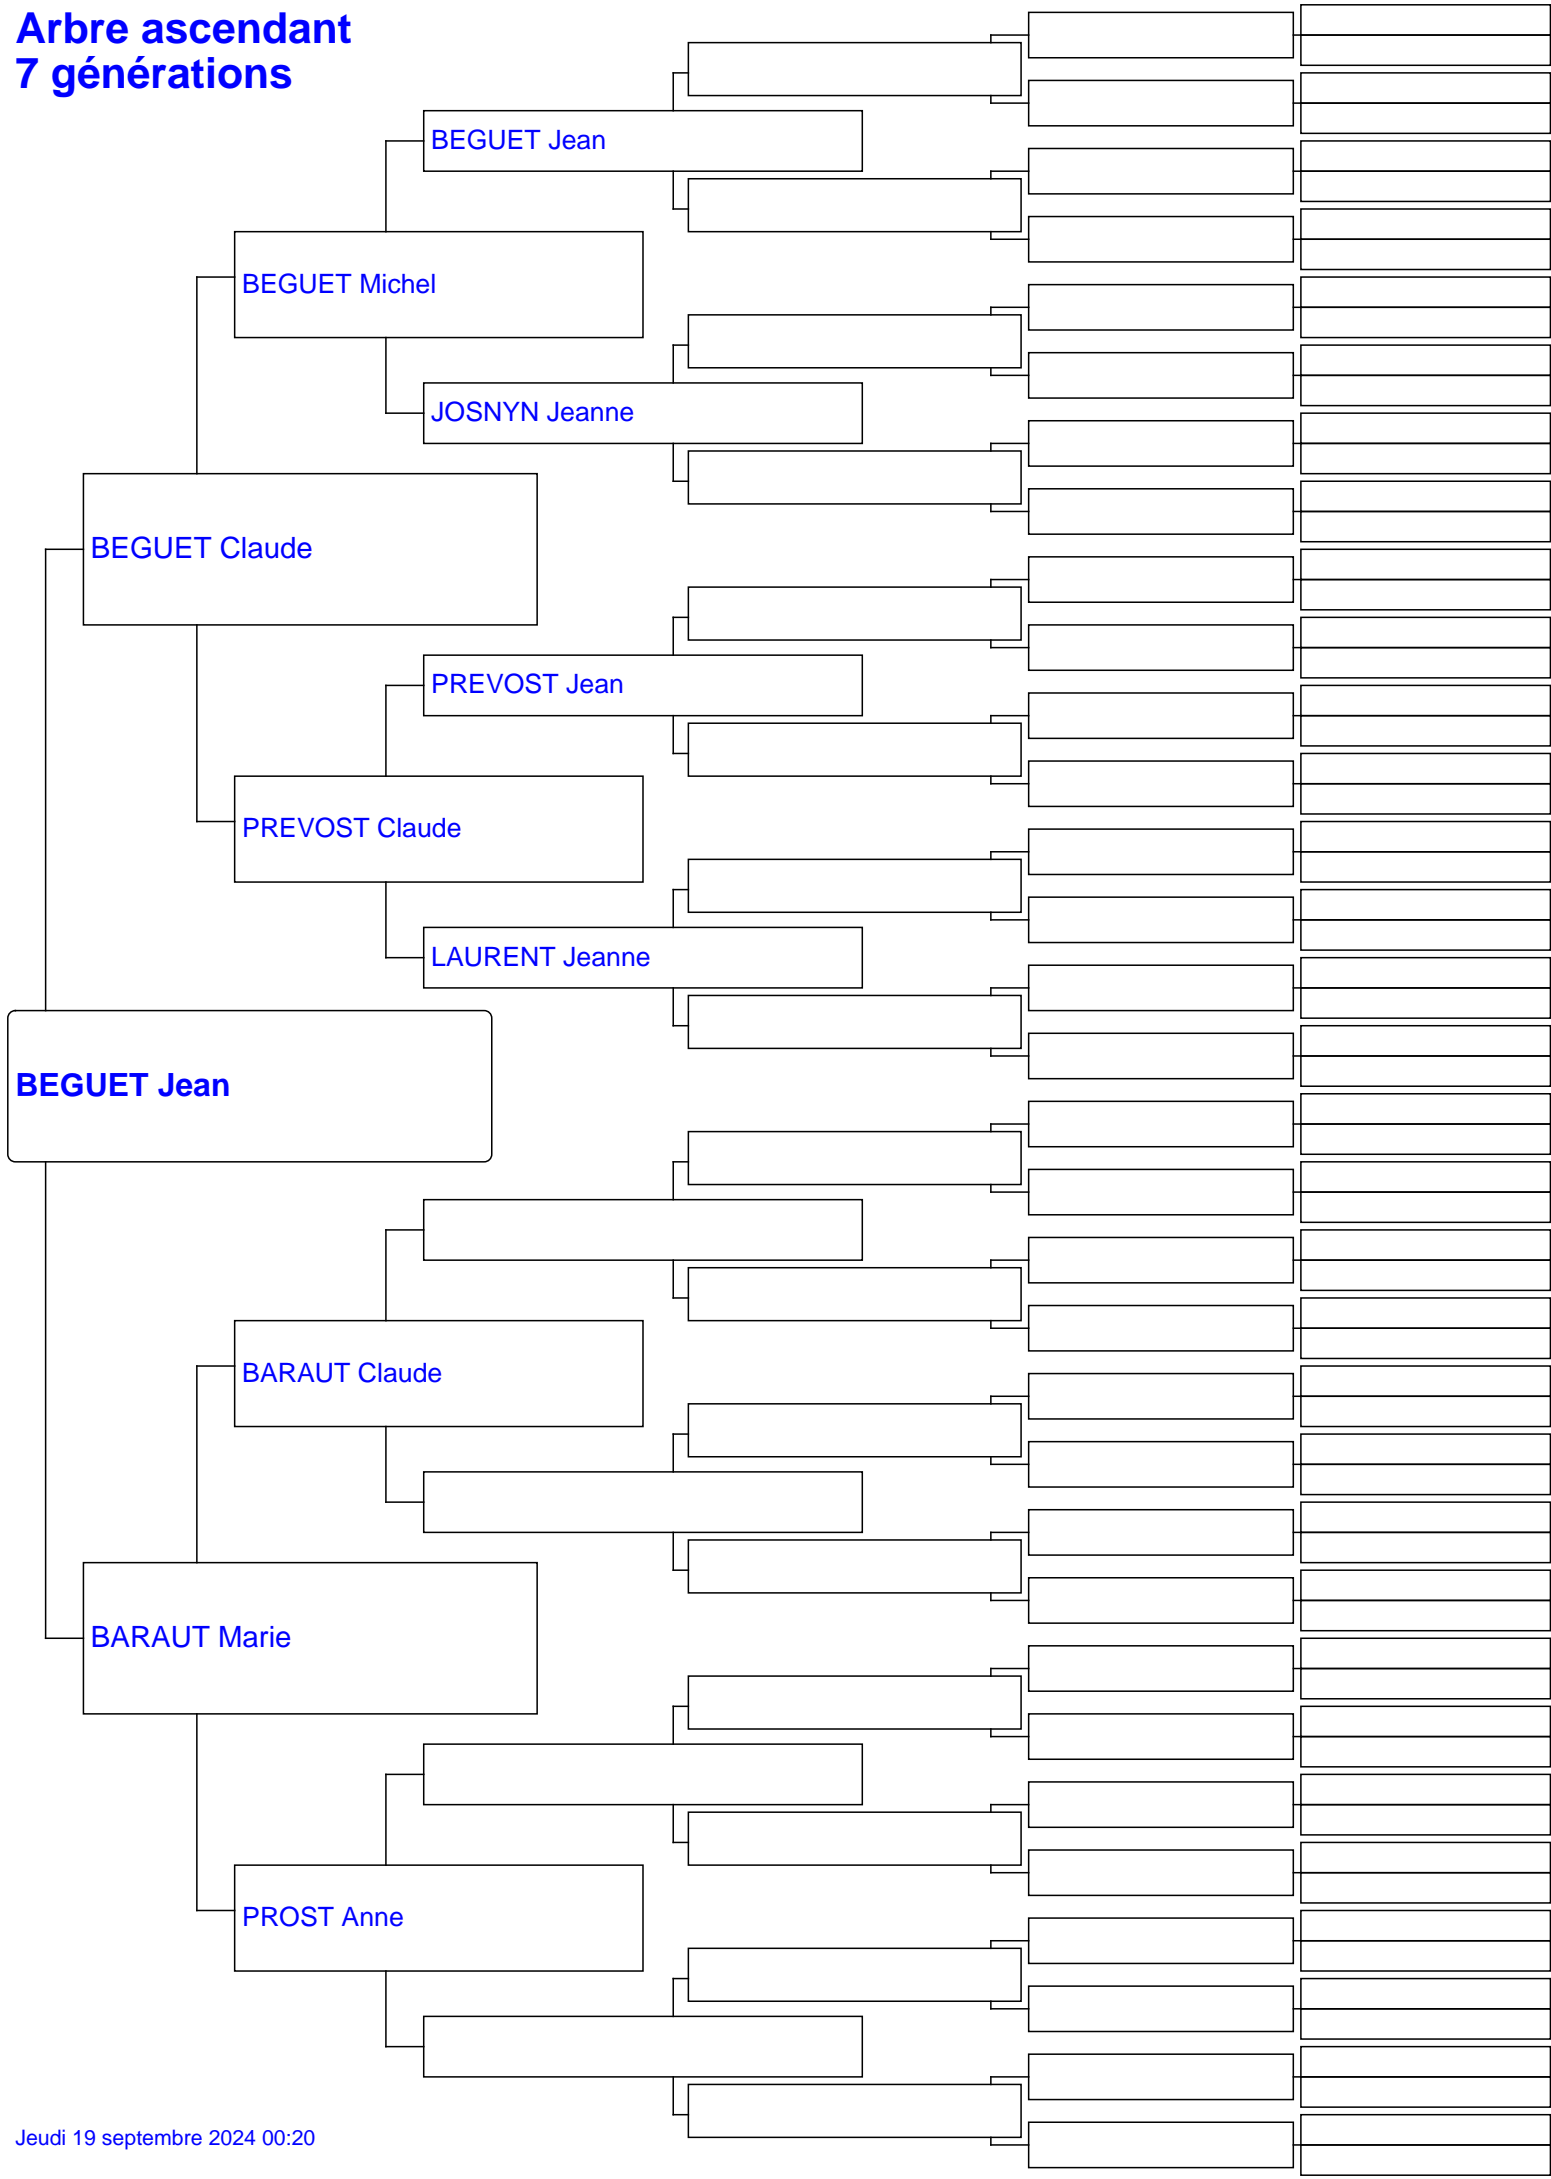 Arbre ascendant
7 générations
BEGUET Jean
BEGUET Michel
JOSNYN Jeanne
BEGUET Claude
PREVOST Jean
PREVOST Claude
LAURENT Jeanne
BEGUET Jean
BARAUT Claude
BARAUT Marie
PROST Anne
Jeudi 19 septembre 2024 00:20